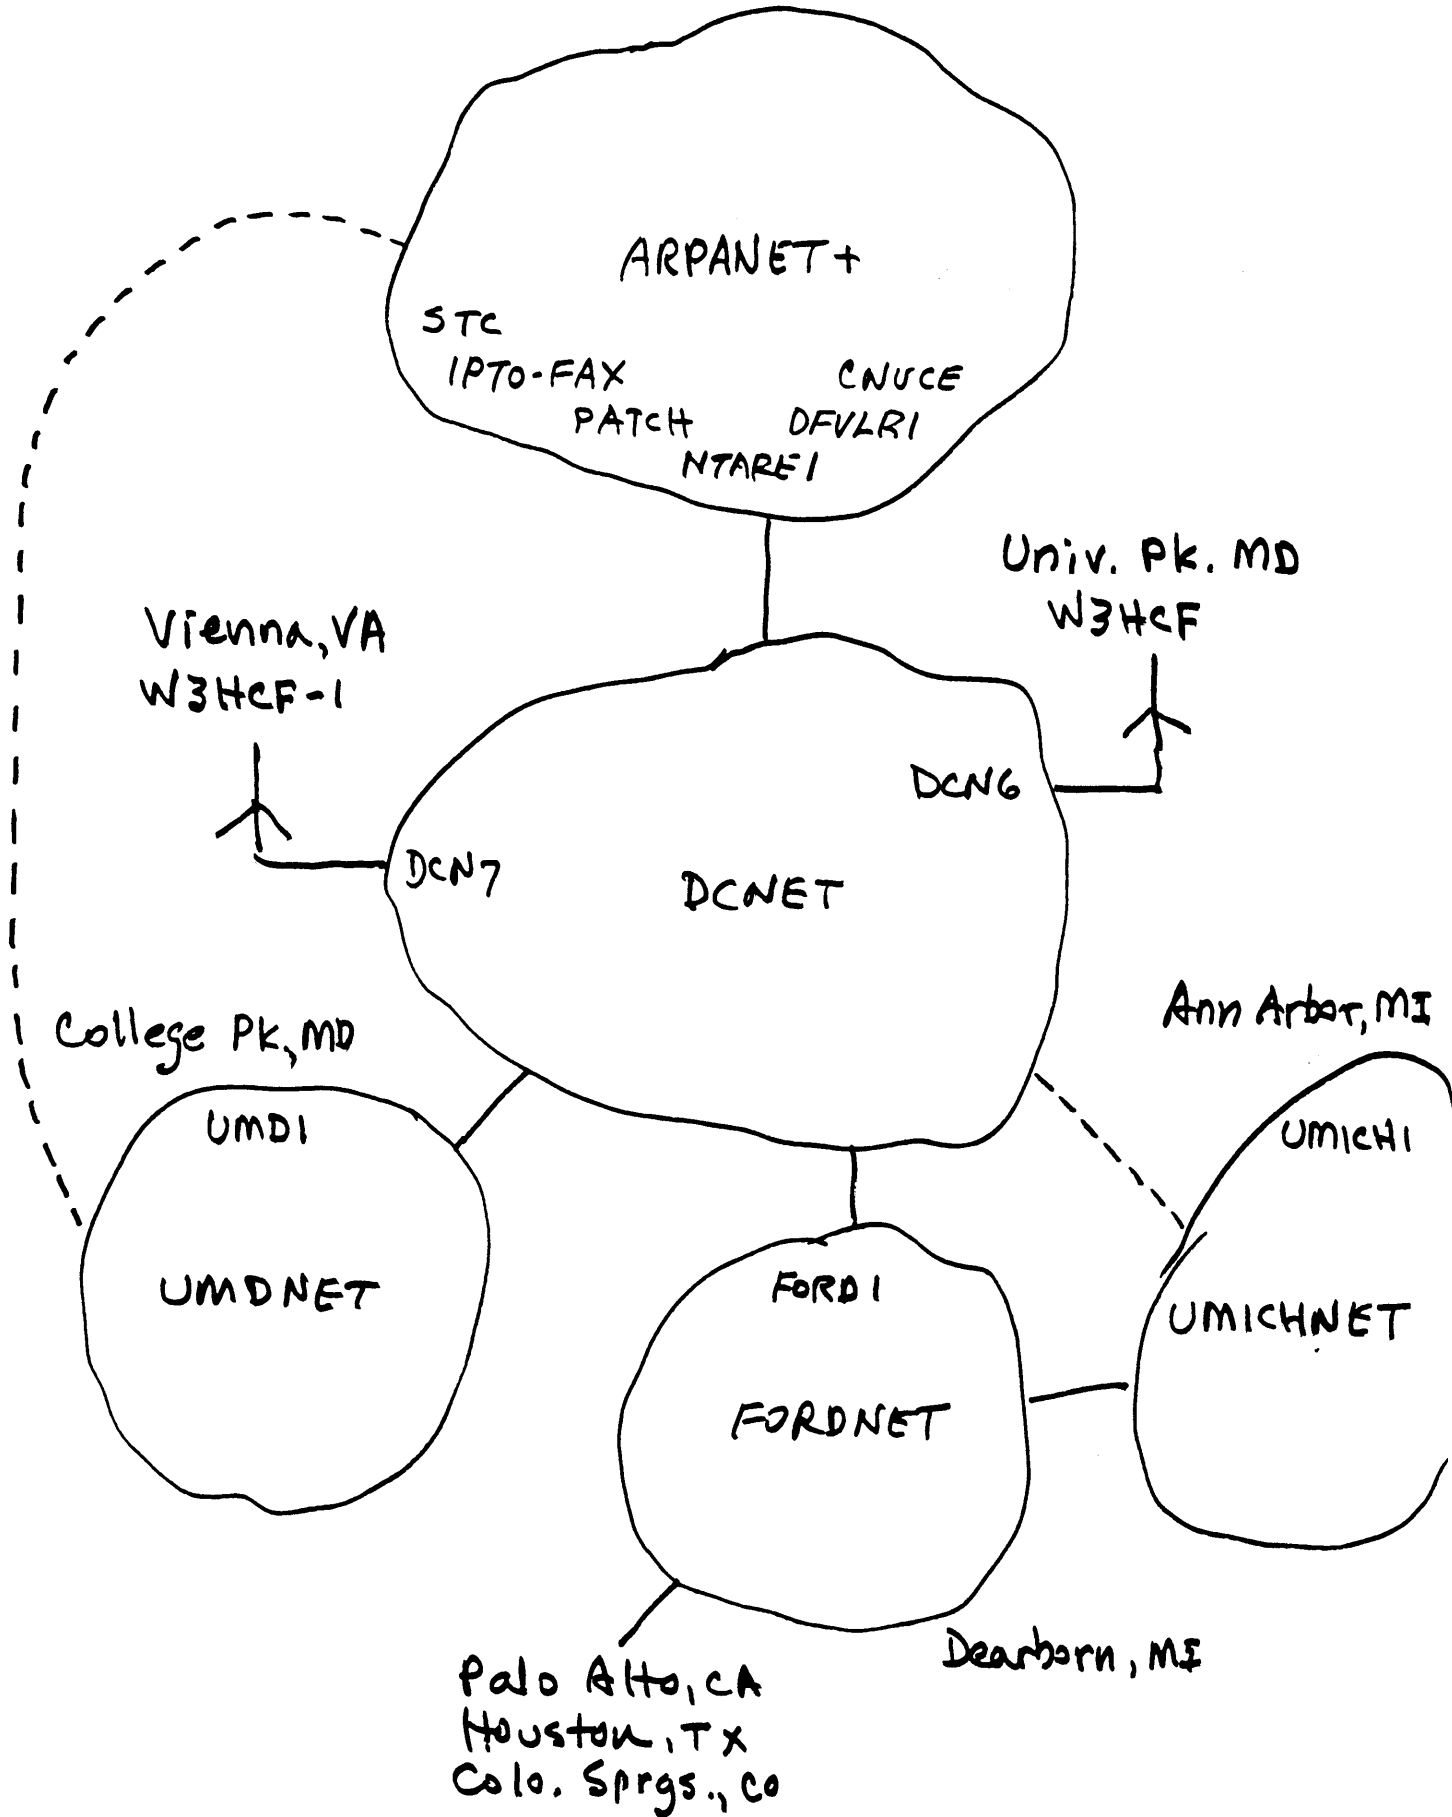 ARPANET+
STC
IPTO-FAX
CNUCE
PATCH
DFVLR1
NTARE1
Univ. Pk. MD
W3HCF
Vienna, VA
W3HCF-1
DCN6
DCN7
DCNET
College Pk., MD
Ann Arbor, MI
UMD1
UMICH1
UMDNET
FORD1
UMICHNET
FORDNET
Dearborn, MI
Palo Alto, CA
Houston, TX
Colo. Sprgs., CO